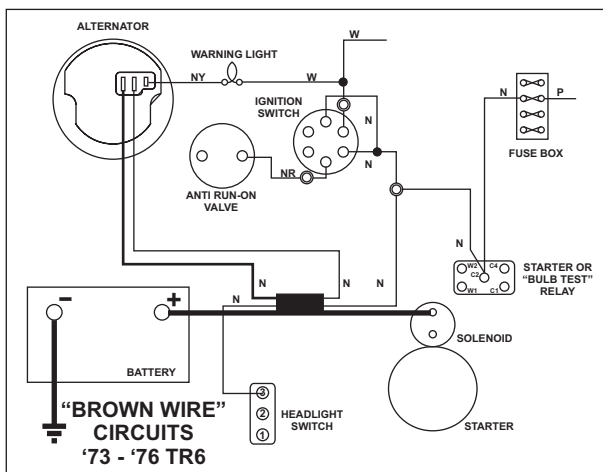 ALTERNATOR
WARNING LIGHT
W
NY
W
IGNITION
SWITCH
N
N
P
FUSE BOX
N
NR
ANTI RUN-ON
VALVE
N
W2
C4
C2
W1
C1
STARTER OR
“BULB TEST”
RELAY
N
N
N
N
-
+
SOLENOID
BATTERY
“BROWN WIRE”
CIRCUITS
‘73 - ‘76 TR6
3
2
1
HEADLIGHT
SWITCH
STARTER